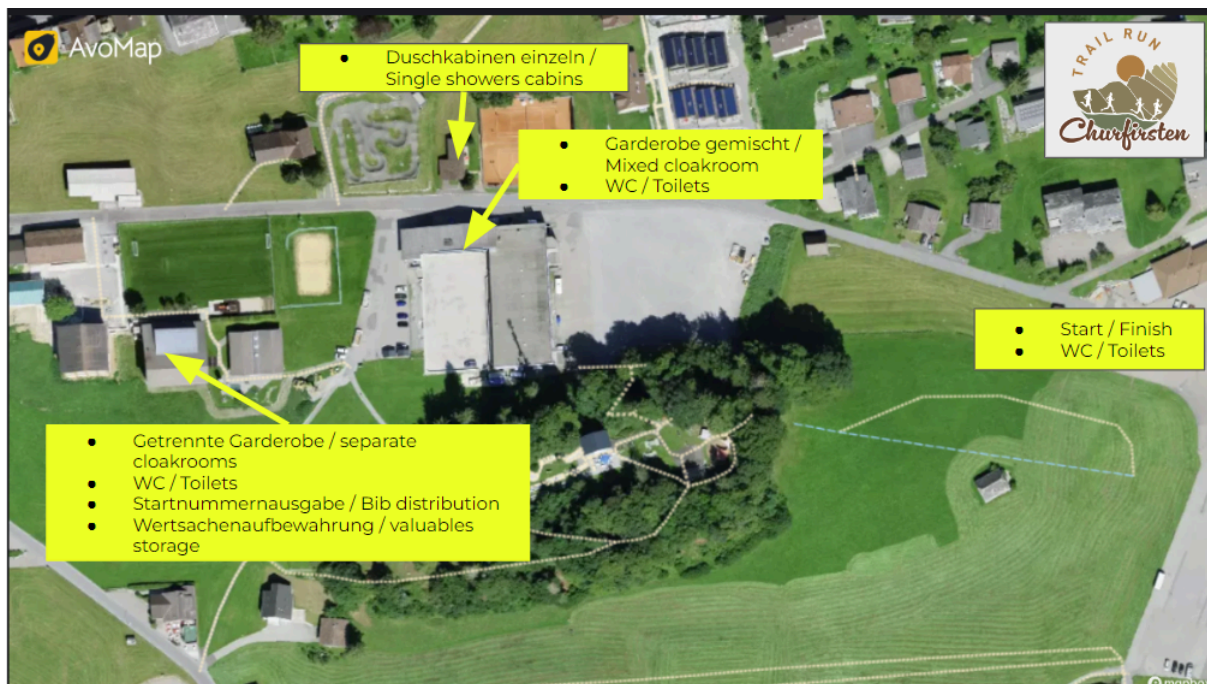 AvoMap
● Duschkabinen einzeln /
Single showers cabins
TRAIL RUN
Churfirsten
● Garderobe gemischt /
Mixed cloakroom
● WC / Toilets
● Start / Finish
● WC / Toilets
● Getrennte Garderobe / separate
cloakrooms
● WC / Toilets
● Startnummernausgabe / Bib distribution
● Wertsachenaufbewahrung / valuables
storage